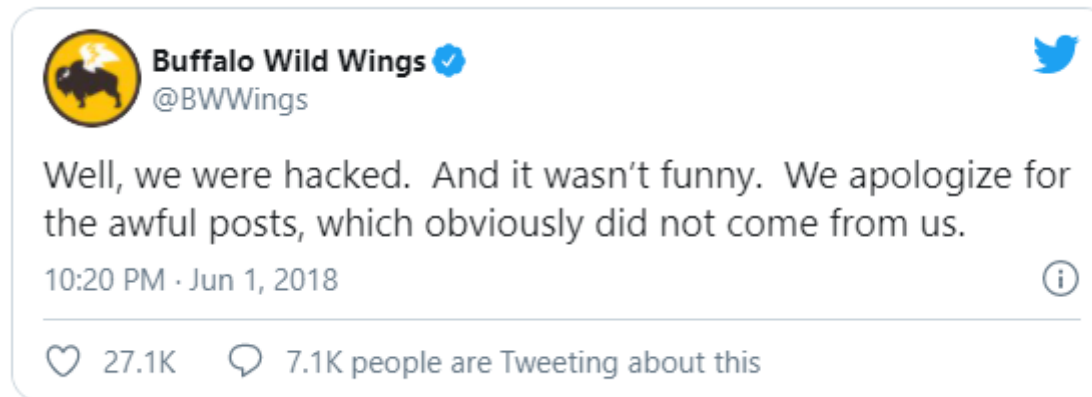 Buffalo Wild Wings
@BWWings
Well, we were hacked.  And it wasn’t funny.  We apologize for
the awful posts, which obviously did not come from us.
10:20 PM · Jun 1, 2018
27.1K 7.1K people are Tweeting about this